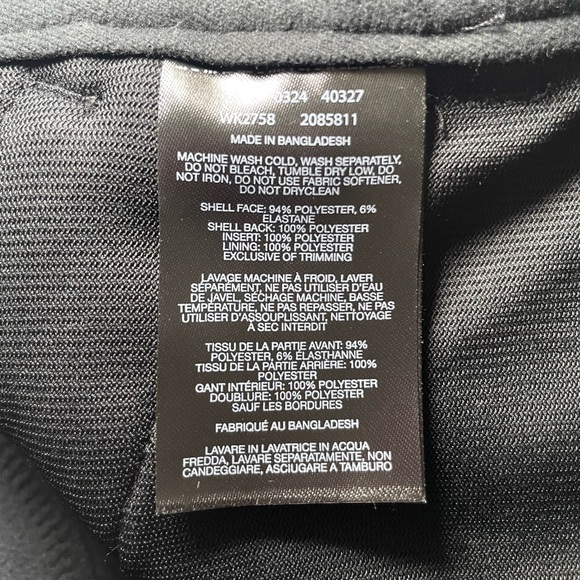 0324 40327
WK2758 2085811
MADE IN BANGLADESH
MACHINE WASH COLD, WASH SEPARATELY,
DO NOT BLEACH, TUMBLE DRY LOW, DO
NOT IRON, DO NOT USE FABRIC SOFTENER,
DO NOT DRYCLEAN
SHELL FACE: 94% POLYESTER, 6%
ELASTANE
SHELL BACK: 100% POLYESTER
INSERT: 100% POLYESTER
LINING: 100% POLYESTER
EXCLUSIVE OF TRIMMING
LAVAGE MACHINE À FROID, LAVER
SÉPARÉMENT, NE PAS UTILISER D'EAU
DE JAVEL, SÉCHAGE MACHINE, BASSE
TEMPÉRATURE, NE PAS REPASSER, NE PAS
UTILISER D'ASSOUPLISSANT, NETTOYAGE
À SEC INTERDIT
TISSU DE LA PARTIE AVANT: 94%
POLYESTER, 6% ÉLASTHANNE
TISSU DE LA PARTIE ARRIÈRE: 100%
POLYESTER
GANT INTÉRIEUR: 100% POLYESTER
DOUBLURE: 100% POLYESTER
SAUF LES BORDURES
FABRIQUÉ AU BANGLADESH
LAVARE IN LAVATRICE IN ACQUA
FREDDA, LAVARE SEPARATAMENTE, NON
CANDEGGIARE, ASCIUGARE A TAMBURO